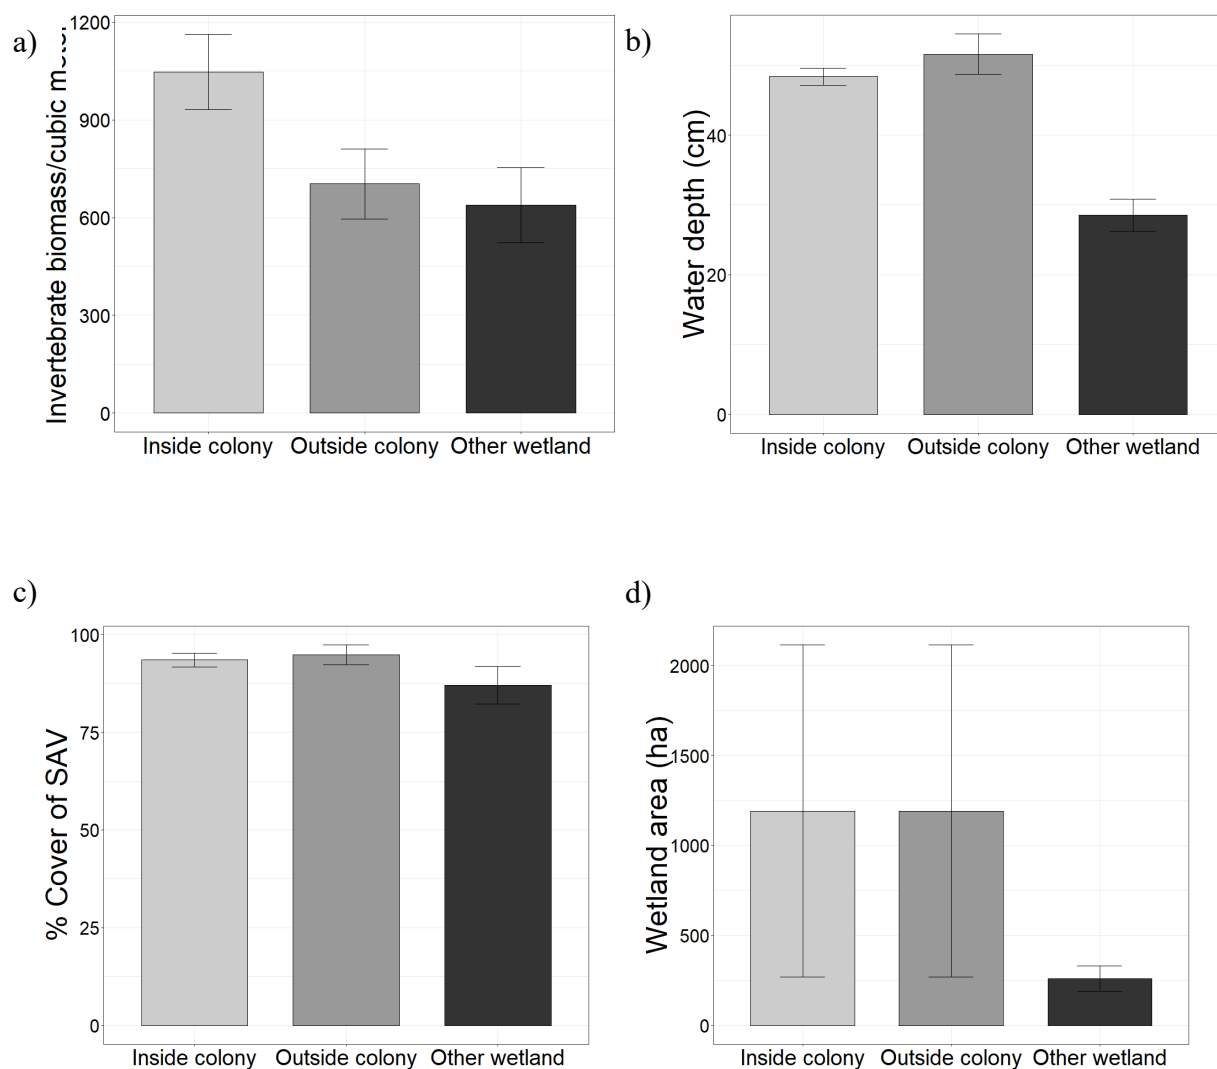 a)
Invertebrate biomass/cubic meter
1200
900
600
300
0
Inside colony Outside colony Other wetland
b)
Water depth (cm)
40
20
0
Inside colony Outside colony Other wetland
c)
% Cover of SAV
100
75
50
25
0
Inside colony Outside colony Other wetland
d)
Wetland area (ha)
2000
1500
1000
500
0
Inside colony Outside colony Other wetland